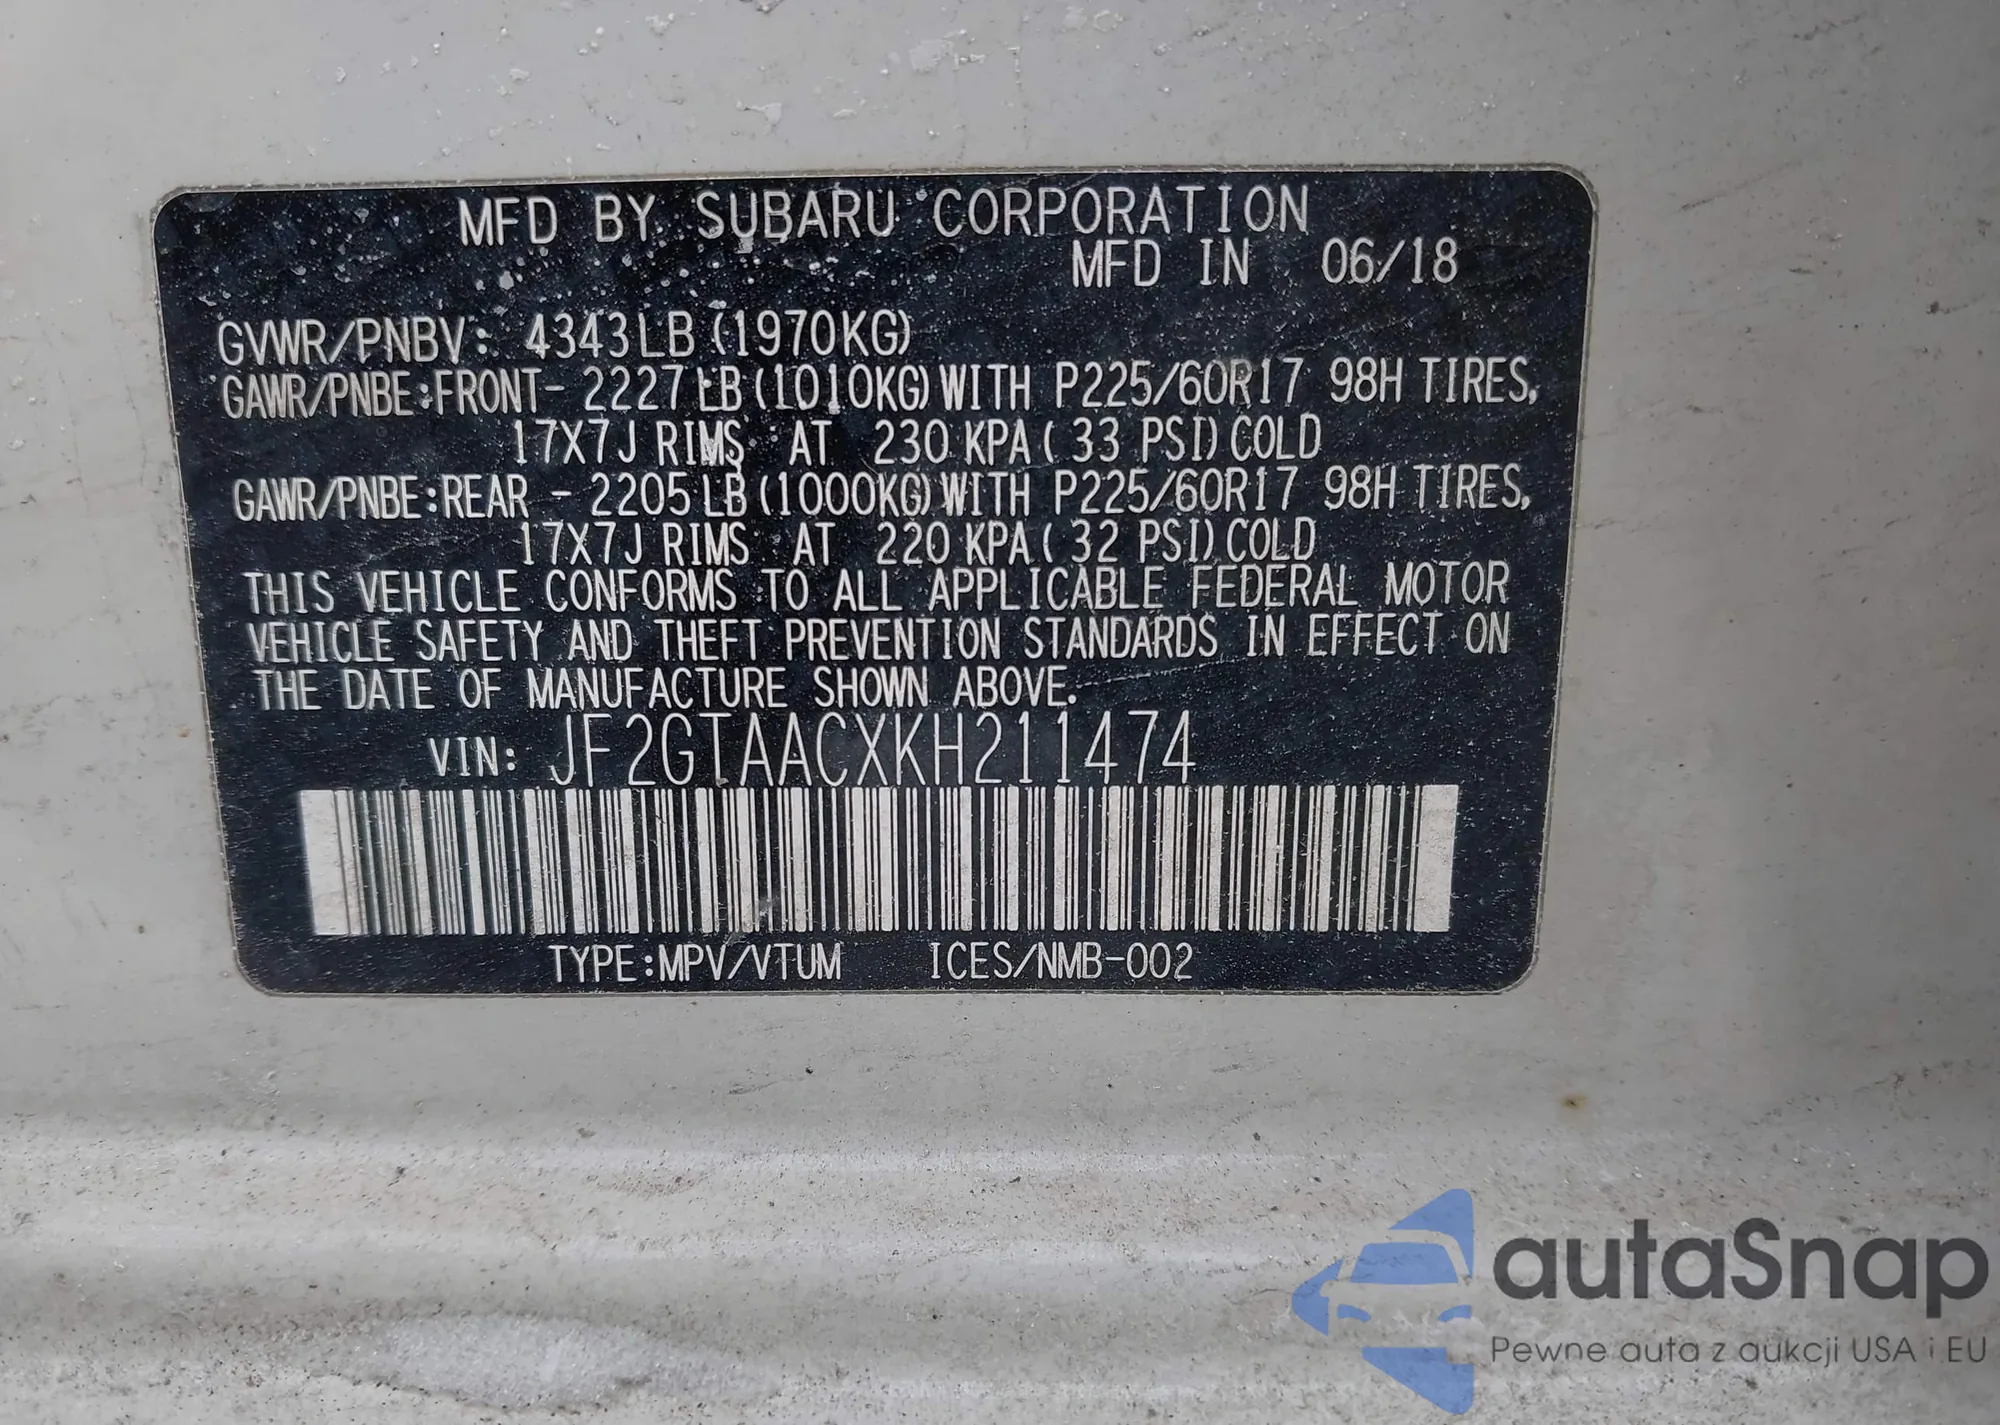 MFD BY SUBARU CORPORATION
MFD IN 06/18
GVWR/PNBV: 4343LB (1970KG)
GAWR/PNBE:FRONT- 2227LB (1010KG) WITH P225/60R17 98H TIRES,
17X7J RIMS AT 230 KPA ( 33 PSI) COLD
GAWR/PNBE:REAR - 2205LB (1000KG) WITH P225/60R17 98H TIRES,
17X7J RIMS AT 220 KPA ( 32 PSI) COLD
THIS VEHICLE CONFORMS TO ALL APPLICABLE FEDERAL MOTOR
VEHICLE SAFETY AND THEFT PREVENTION STANDARDS IN EFFECT ON
THE DATE OF MANUFACTURE SHOWN ABOVE.
VIN: JF2GTAACXKH211474
TYPE:MPV/VTUM ICES/NMB-002
autaSnap
Pewne auta z aukcji USA i EU